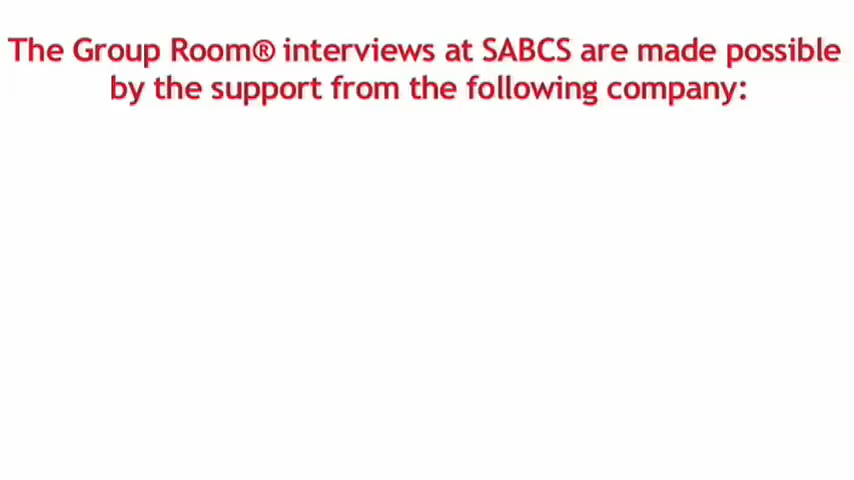 The Group Room® interviews at SABCS are made possible
by the support from the following company: